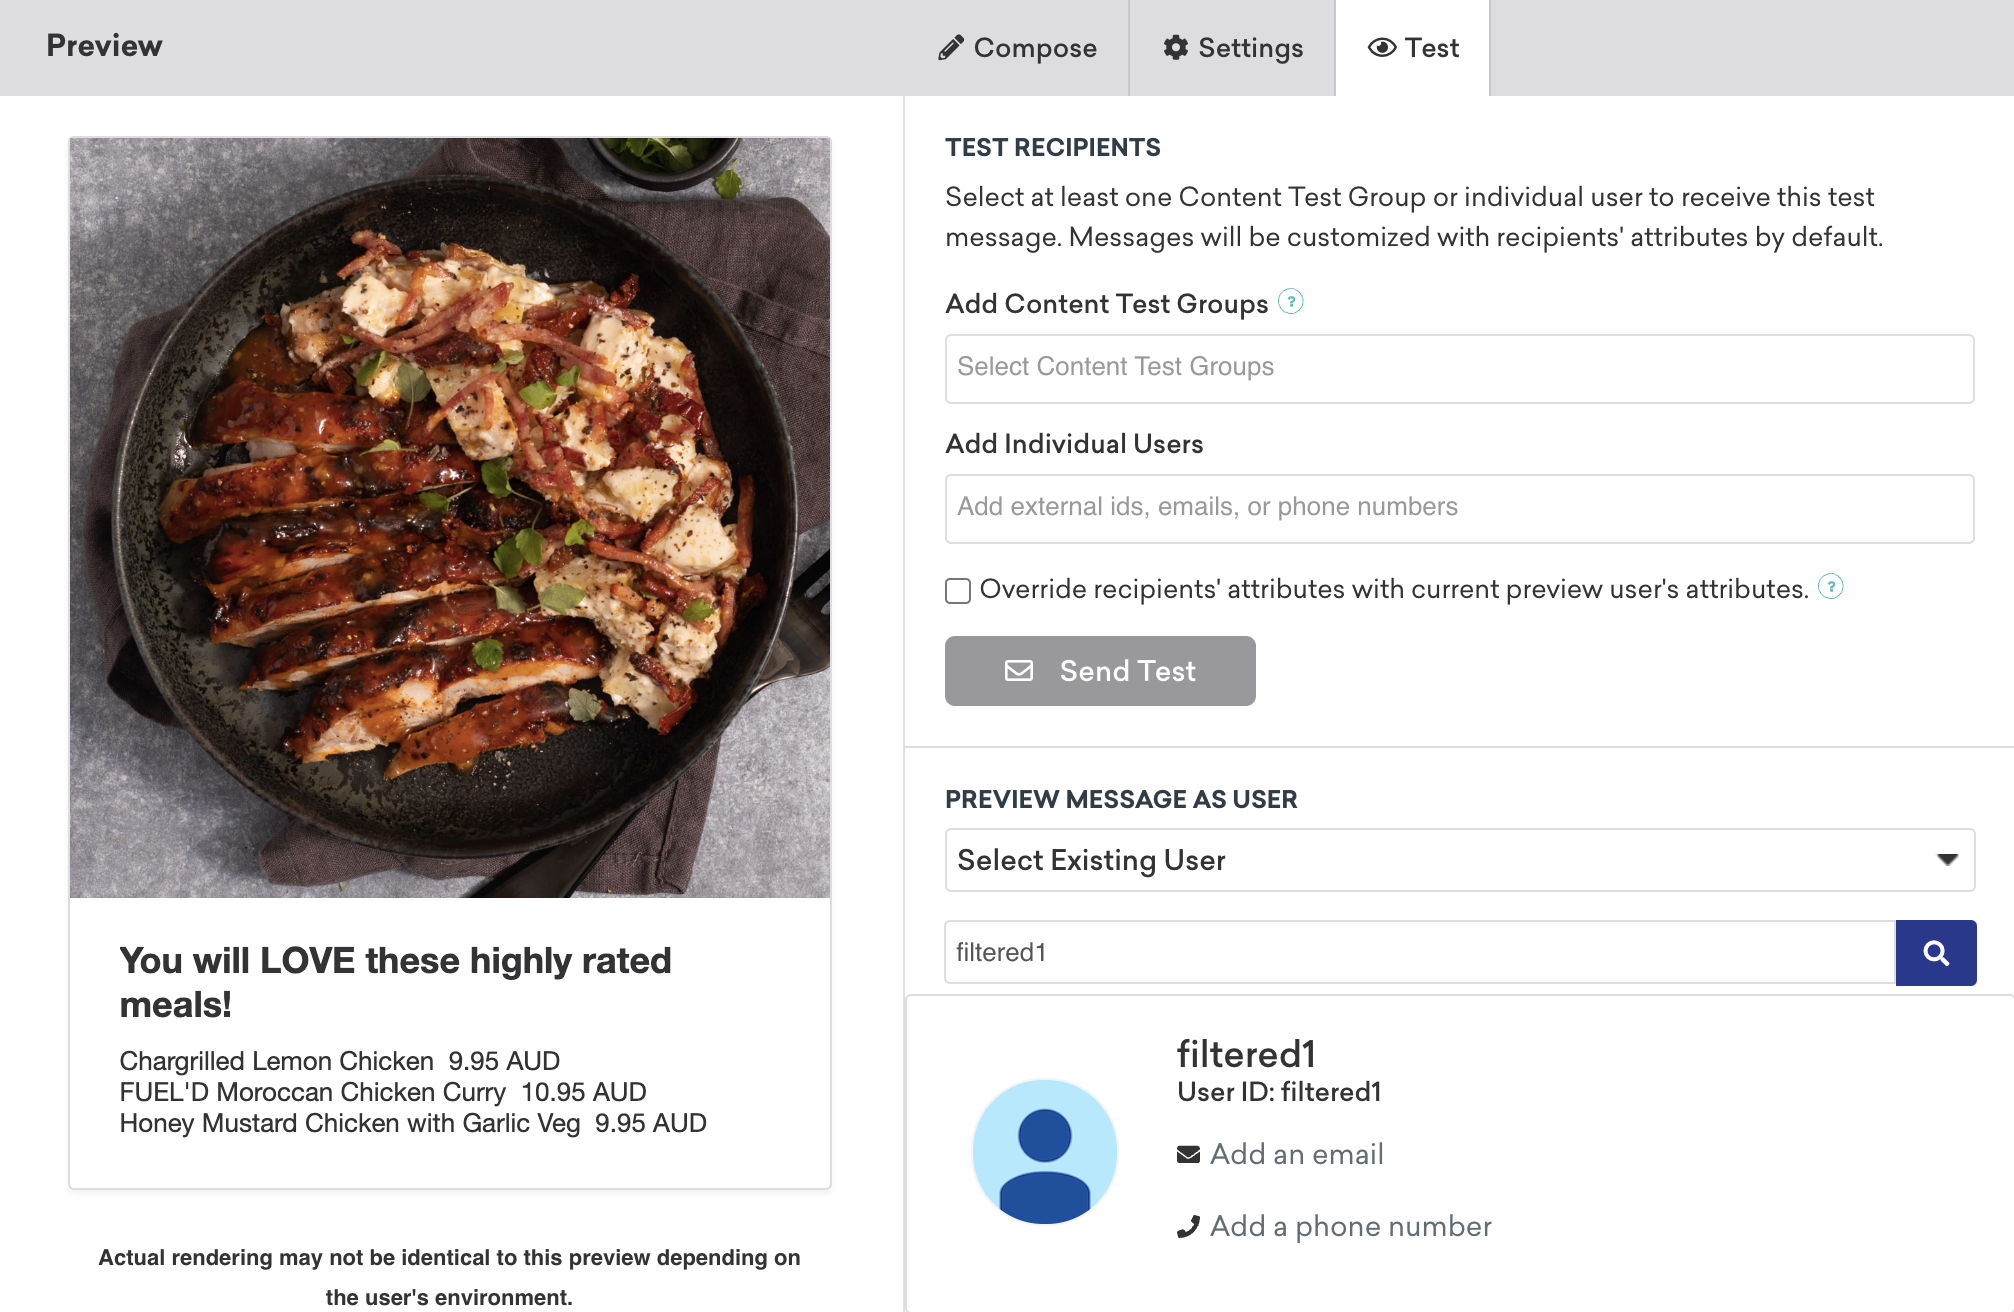 Preview
Compose
Settings
Test
You will LOVE these highly rated
meals!
Chargrilled Lemon Chicken 9.95 AUD
FUEL'D Moroccan Chicken Curry 10.95 AUD
Honey Mustard Chicken with Garlic Veg 9.95 AUD
Actual rendering may not be identical to this preview depending on
the user's environment.
TEST RECIPIENTS
Select at least one Content Test Group or individual user to receive this test
message. Messages will be customized with recipients' attributes by default.
Add Content Test Groups ?
Select Content Test Groups
Add Individual Users
Add external ids, emails, or phone numbers
Override recipients' attributes with current preview user's attributes. ?
Send Test
PREVIEW MESSAGE AS USER
Select Existing User
filtered1
filtered1
User ID: filtered1
Add an email
Add a phone number